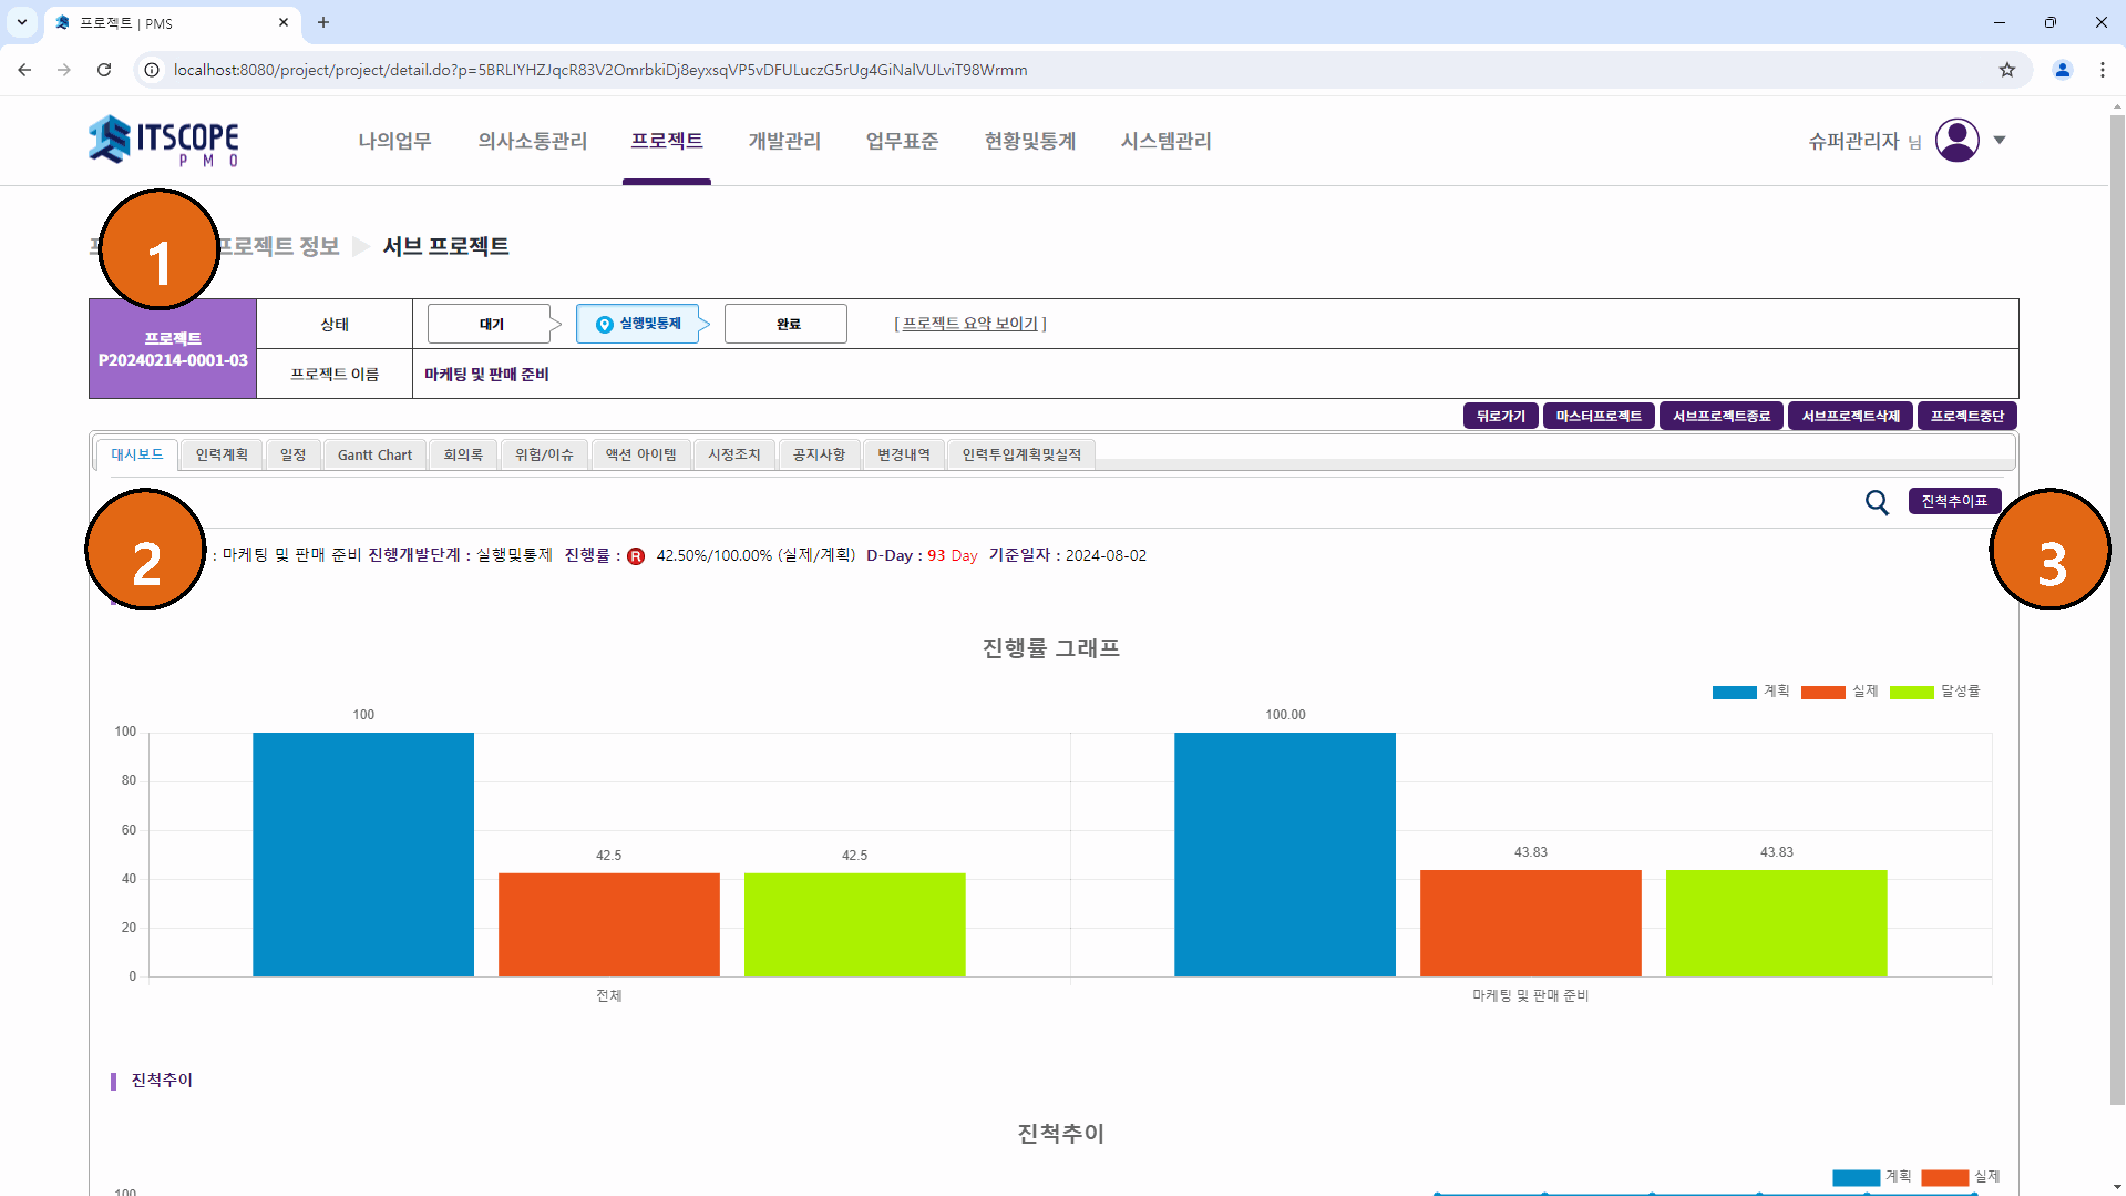 프로젝트 | PMS
localhost:8080/project/project/detail.do?p=5BRLIYHZJqcR83V2OmrbkiDj8eyxsqVP5vDFULuczG5rUg4GiNalVULviT98Wrmm
ITSCOPE
PMO
나의업무 의사소통관리 프로젝트 개발관리 업무표준 현황및통계 시스템관리
슈퍼관리자 님
1
프로젝트 정보 ▶ 서브 프로젝트
프로젝트
P20240214-0001-03
상태 대기 실행및통제 완료 [ 프로젝트 요약 보이기 ]
프로젝트 이름 마케팅 및 판매 준비
뒤로가기 마스터프로젝트 서브프로젝트종료 서브프로젝트삭제 프로젝트중단
대시보드 인력계획 일정 Gantt Chart 회의록 위험/이슈 액션 아이템 시정조치 공지사항 변경내역 인력투입계획및실적
진척추이표
2
3
: 마케팅 및 판매 준비 진행개발단계 : 실행및통제 진행률 : R 42.50%/100.00% (실제/계획) D-Day : 93 Day 기준일자 : 2024-08-02
진행률 그래프
계획 실제 달성률
100 100.00
100
80
60
42.5 42.5 43.83 43.83
40
20
0
전체 마케팅 및 판매 준비
진척추이
진척추이
계획 실제
100